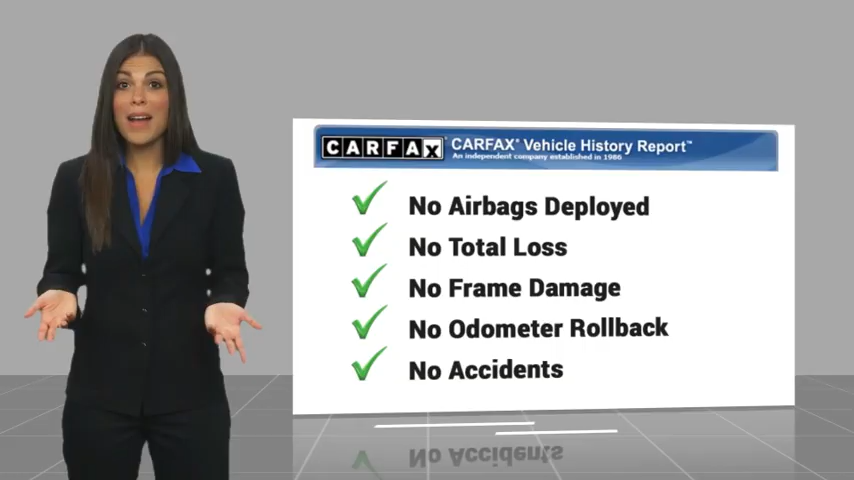 CARFAX CARFAX® Vehicle History Report™
An independent company established in 1986
No Airbags Deployed
No Total Loss
No Frame Damage
No Odometer Rollback
No Accidents
No Accidents